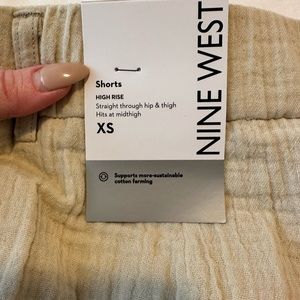 NINE WEST
Shorts
HIGH RISE
Straight through hip & thigh
Hits at midthigh
XS
Supports more-sustainable
cotton farming